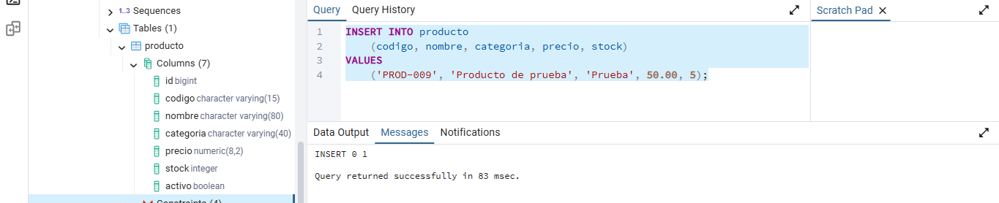 1..3 Sequences
Tables (1)
producto
Columns (7)
id bigint
codigo character varying(15)
nombre character varying(80)
categoria character varying(40)
precio numeric(8,2)
stock integer
activo boolean
Constraints (4)
Query Query History
1 INSERT INTO producto
2 (codigo, nombre, categoria, precio, stock)
3 VALUES
4 ('PROD-009', 'Producto de prueba', 'Prueba', 50.00, 5);
Scratch Pad
Data Output Messages Notifications
INSERT 0 1
Query returned successfully in 83 msec.